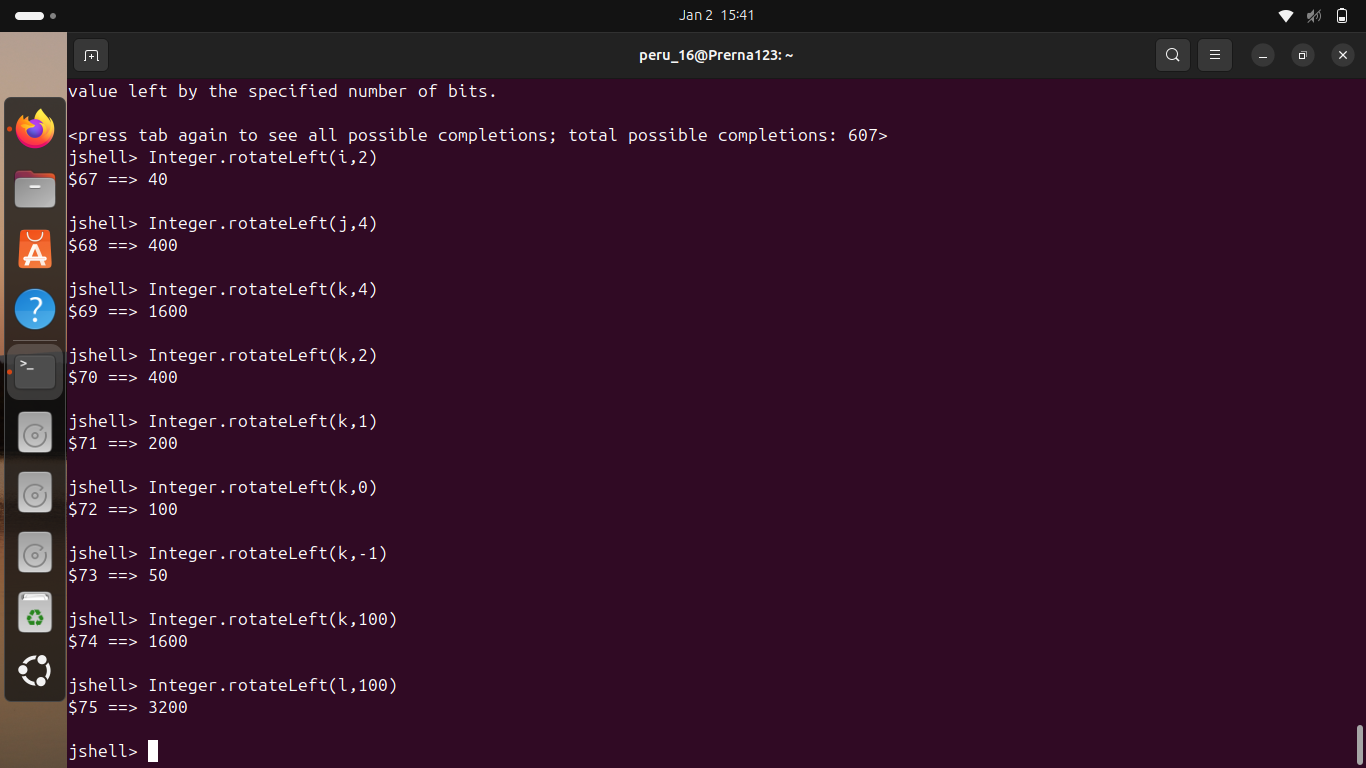 Jan 2 15:41
peru_16@Prerna123: ~
value left by the specified number of bits.
<press tab again to see all possible completions; total possible completions: 607>
jshell> Integer.rotateLeft(i,2)
$67 ==> 40
jshell> Integer.rotateLeft(j,4)
$68 ==> 400
jshell> Integer.rotateLeft(k,4)
$69 ==> 1600
jshell> Integer.rotateLeft(k,2)
$70 ==> 400
jshell> Integer.rotateLeft(k,1)
$71 ==> 200
jshell> Integer.rotateLeft(k,0)
$72 ==> 100
jshell> Integer.rotateLeft(k,-1)
$73 ==> 50
jshell> Integer.rotateLeft(k,100)
$74 ==> 1600
jshell> Integer.rotateLeft(l,100)
$75 ==> 3200
jshell>